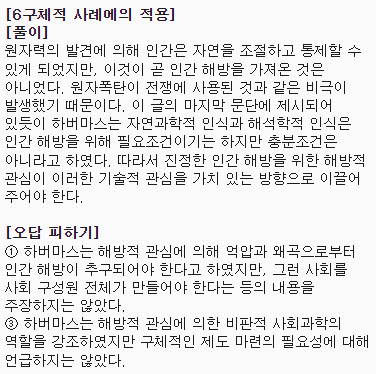 [6구체적 사례에의 적용]
[풀이]
원자력의 발견에 의해 인간은 자연을 조절하고 통제할 수
있게 되었지만, 이것이 곧 인간 해방을 가져온 것은
아니었다. 원자폭탄이 전쟁에 사용된 것과 같은 비극이
발생했기 때문이다. 이 글의 마지막 문단에 제시되어
있듯이 하버마스는 자연과학적 인식과 해석학적 인식은
인간 해방을 위해 필요조건이기는 하지만 충분조건은
아니라고 하였다. 따라서 진정한 인간 해방을 위한 해방적
관심이 이러한 기술적 관심을 가치 있는 방향으로 이끌어
주어야 한다.
[오답 피하기]
① 하버마스는 해방적 관심에 의해 억압과 왜곡으로부터
인간 해방이 추구되어야 한다고 하였지만, 그런 사회를
사회 구성원 전체가 만들어야 한다는 등의 내용을
주장하지는 않았다.
③ 하버마스는 해방적 관심에 의한 비판적 사회과학의
역할을 강조하였지만 구체적인 제도 마련의 필요성에 대해
언급하지는 않았다.